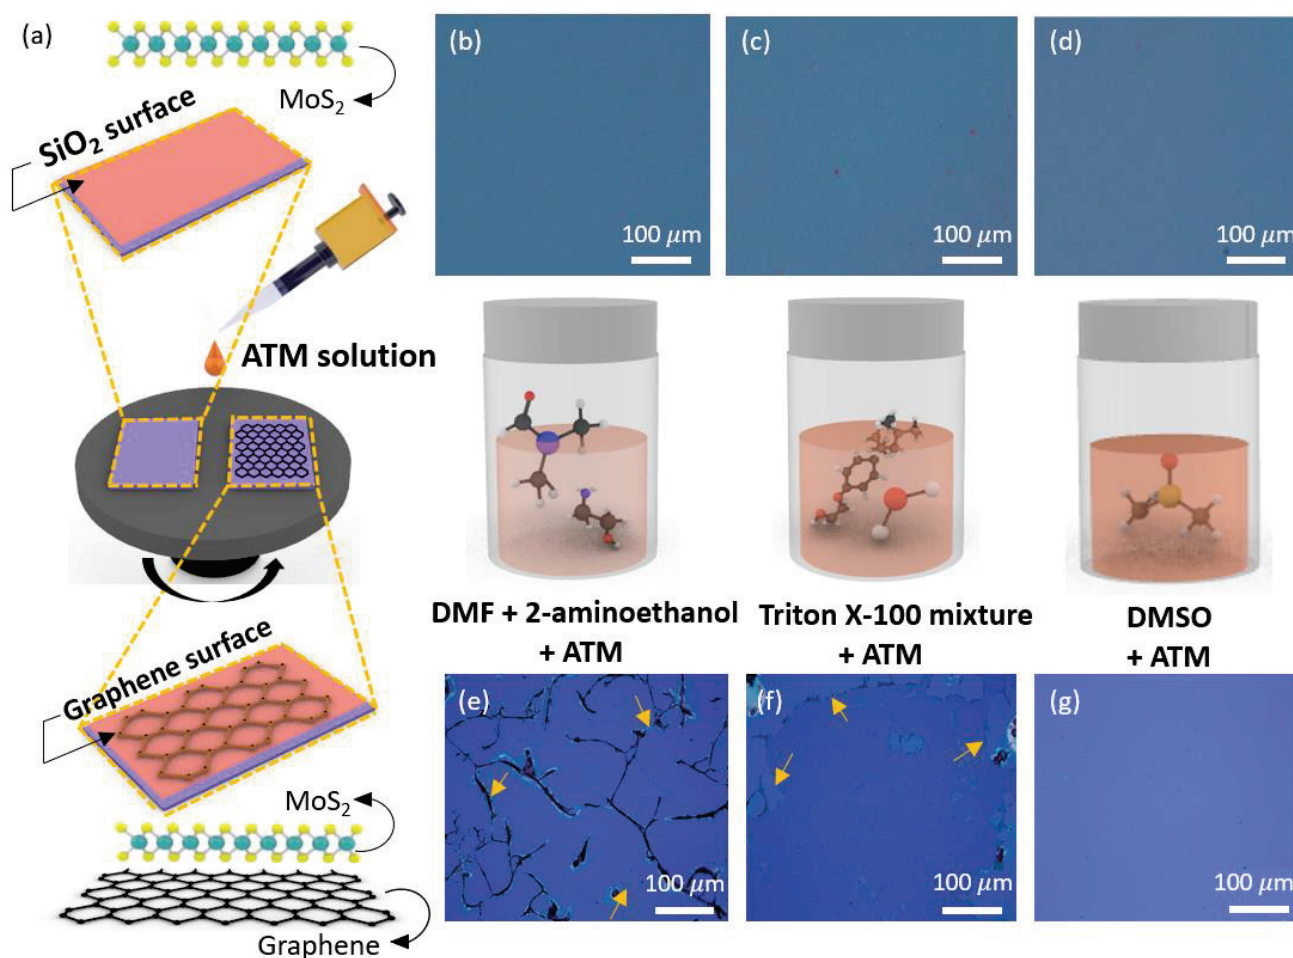 (a)
MoS₂
SiO₂ surface
ATM solution
Graphene surface
MoS₂
Graphene
(b)
100 μm
(c)
100 μm
(d)
100 μm
DMF + 2-aminoethanol
+ ATM
Triton X-100 mixture
+ ATM
DMSO
+ ATM
(e)
100 μm
(f)
100 μm
(g)
100 μm